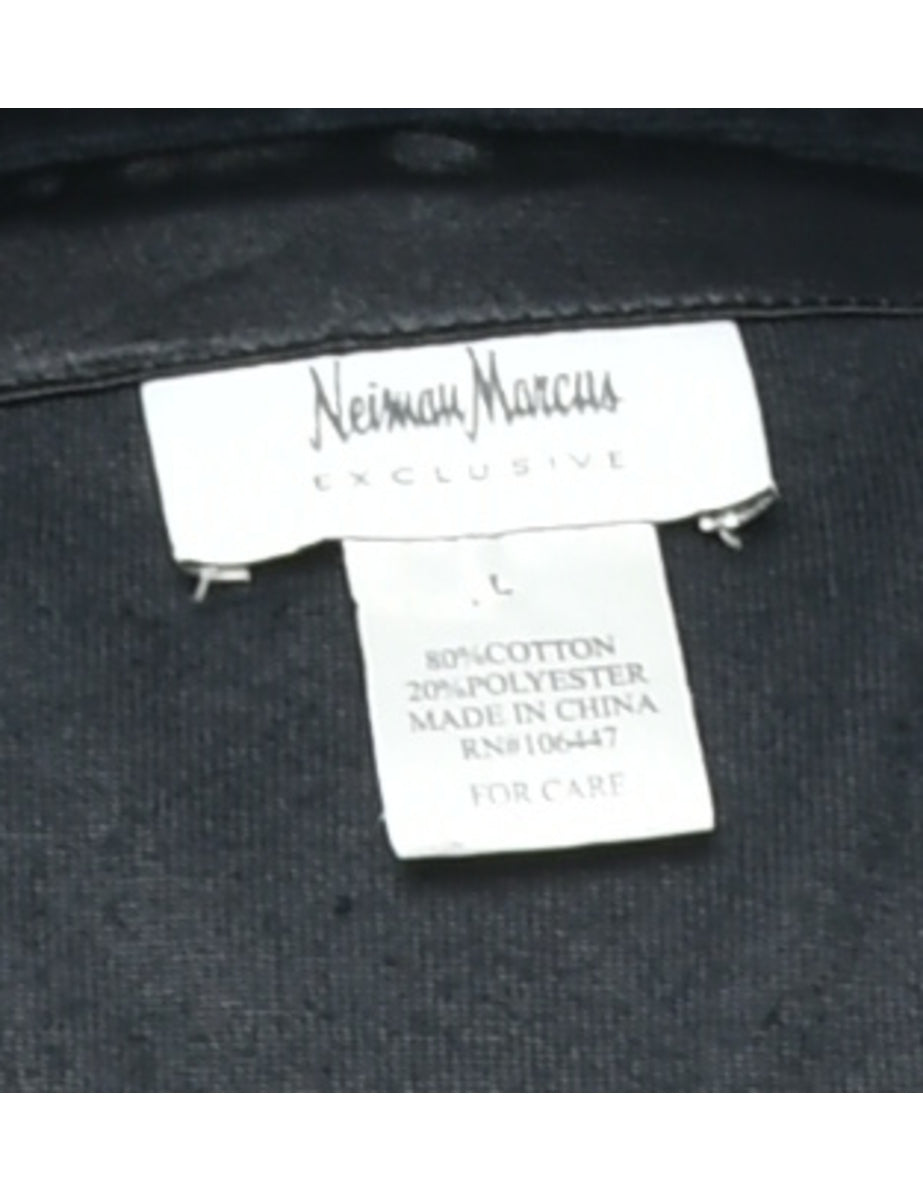 Neiman Marcus
EXCLUSIVE
L
80%COTTON
20%POLYESTER
MADE IN CHINA
RN#106447
FOR CARE